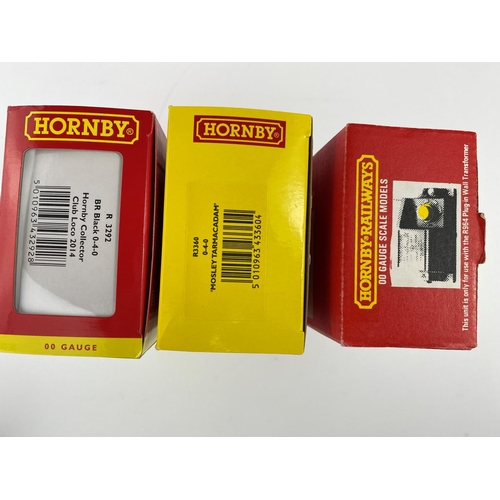 HORNBY®
R 3292
BR Black 0-4-0
Hornby Collector
Club Loco 2014
5 010963 432928
00 GAUGE
HORNBY®
R3360
0-4-0
'MOSLEY TARMACADAM'
5 010963 433604
HORNBY RAILWAYS
00 GAUGE SCALE MODELS
This unit is only for use with the R964 Plug-in Wall Transformer